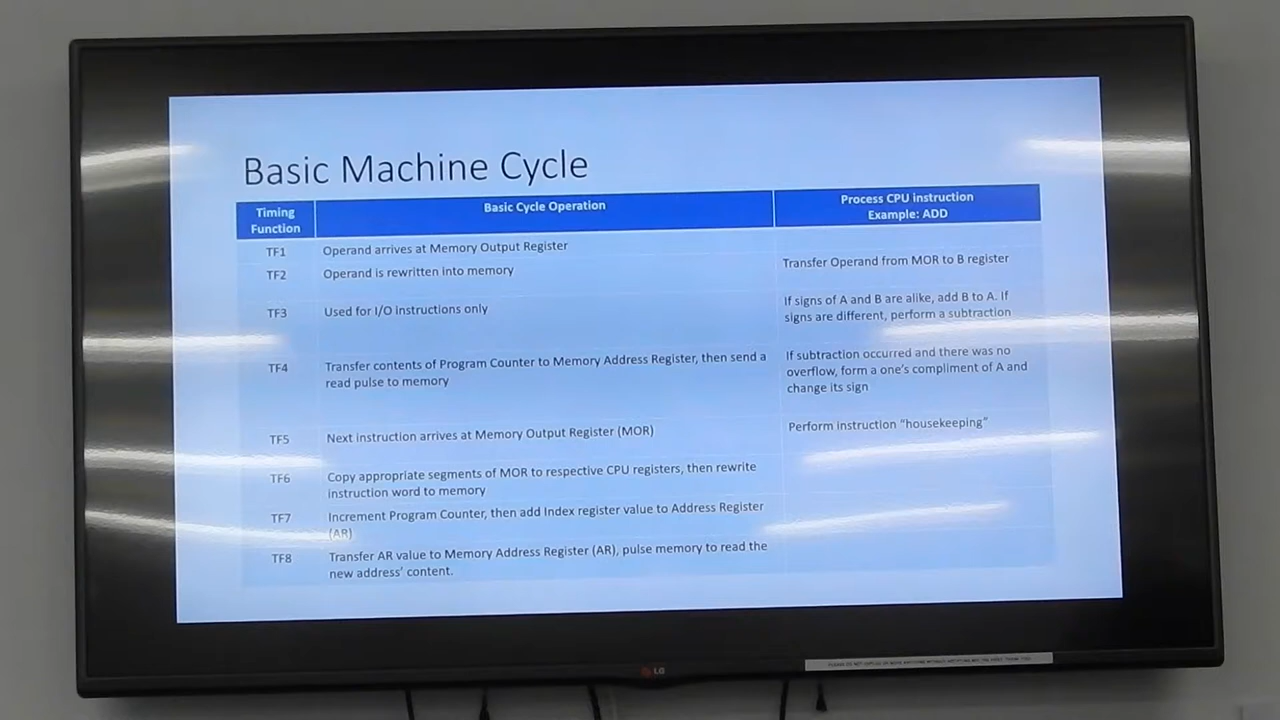 Basic Machine Cycle
Timing
Function
Basic Cycle Operation
Process CPU instruction
Example: ADD
TF1
Operand arrives at Memory Output Register
TF2
Operand is rewritten into memory
Transfer Operand from MOR to B register
TF3
Used for I/O instructions only
If signs of A and B are alike, add B to A. If
signs are different, perform a subtraction
TF4
Transfer contents of Program Counter to Memory Address Register, then send a
read pulse to memory
If subtraction occurred and there was no
overflow, form a one's compliment of A and
change its sign
TF5
Next instruction arrives at Memory Output Register (MOR)
Perform instruction "housekeeping"
TF6
Copy appropriate segments of MOR to respective CPU registers, then rewrite
instruction word to memory
TF7
Increment Program Counter, then add Index register value to Address Register
(AR)
TF8
Transfer AR value to Memory Address Register (AR), pulse memory to read the
new address' content.
LG